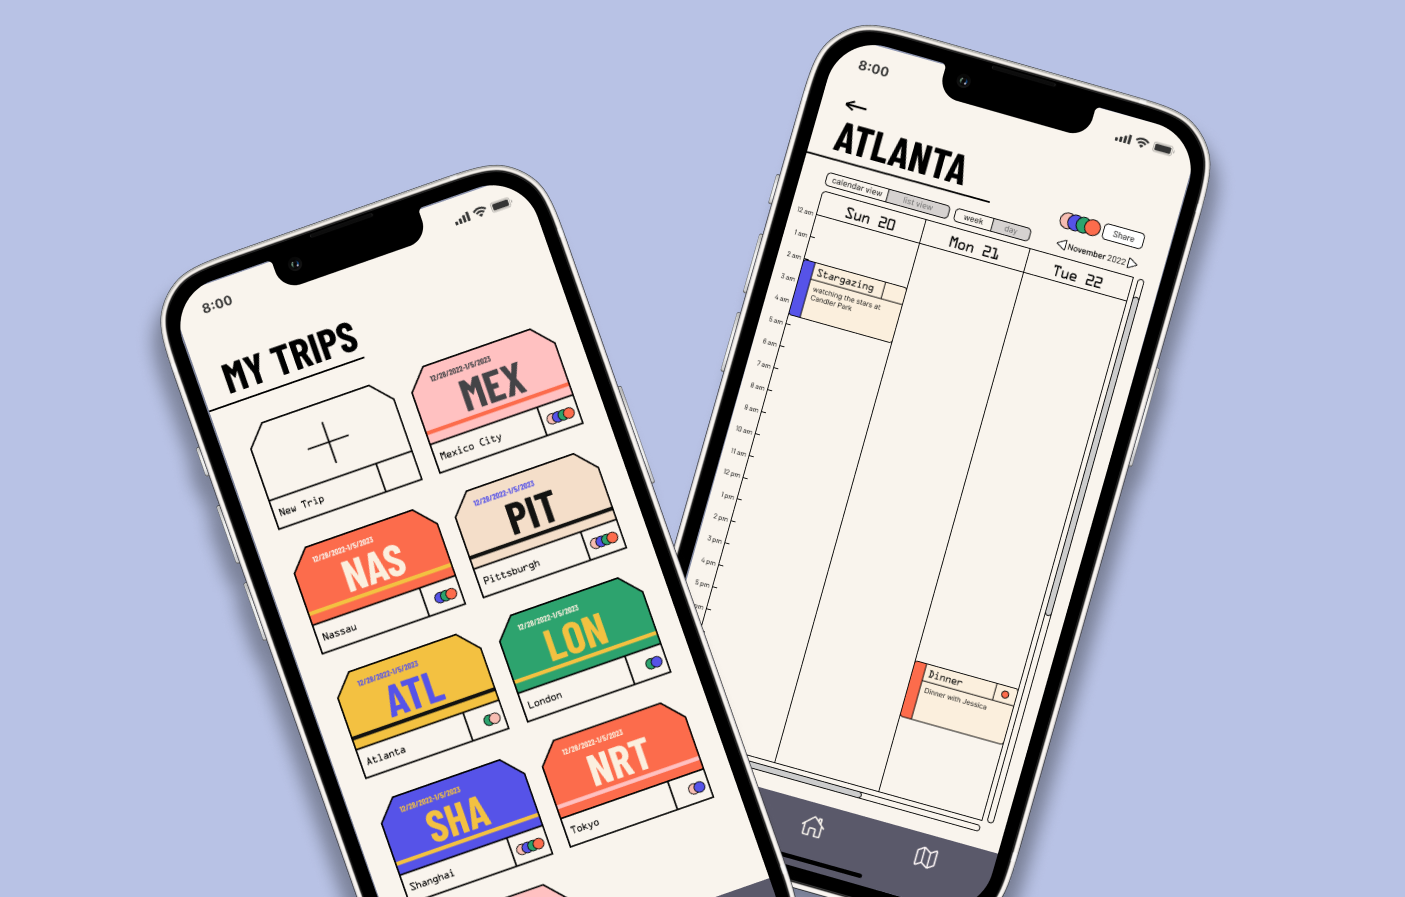 8:00
MY TRIPS
New Trip
12/28/2022-1/5/2023
MEX
Mexico City
12/28/2022-1/5/2023
NAS
Nassau
12/28/2022-1/5/2023
PIT
Pittsburgh
12/28/2022-1/5/2023
ATL
Atlanta
12/28/2022-1/5/2023
LON
London
12/28/2022-1/5/2023
SHA
Shanghai
12/28/2022-1/5/2023
NRT
Tokyo
8:00
ATLANTA
calendar view list view week day
Share
November 2022
Sun 20 Mon 21 Tue 22
12 am
1 am
2 am
3 am
4 am
5 am
6 am
7 am
8 am
9 am
10 am
11 am
12 pm
1 pm
2 pm
3 pm
4 pm
5 pm
Stargazing
watching the stars at
Candler Park
Dinner
Dinner with Jessica